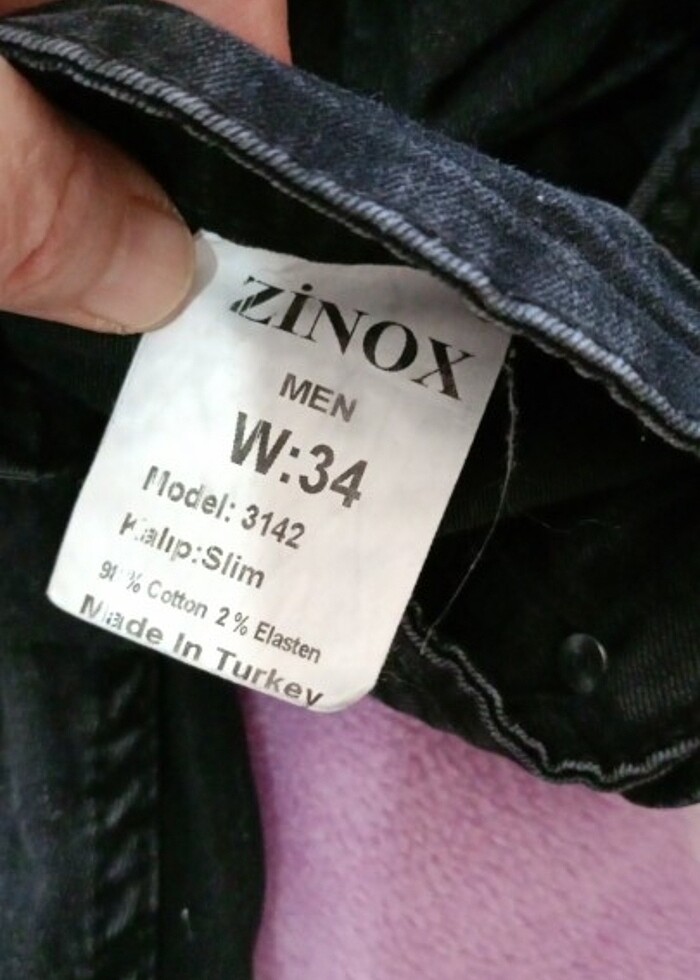 ZİNOX
MEN
W:34
Model: 3142
Kalıp:Slim
% Cotton 2 % Elasten
Made In Turkey